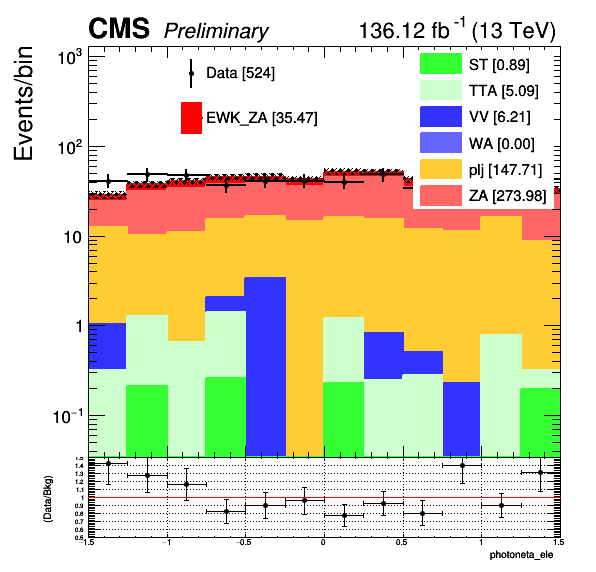 CMS Preliminary 136.12 fb⁻¹ (13 TeV)
Events/bin
10³
10²
10
1
10⁻¹
Data [524]
EWK_ZA [35.47]
ST [0.89]
TTA [5.09]
VV [6.21]
WA [0.00]
plj [147.71]
ZA [273.98]
(Data/Bkg)
1.5
1.4
1.3
1.2
1.1
1
0.9
0.8
0.7
0.6
0.5
-1.5 −1 −0.5 0 0.5 1 1.5
photoneta_ele